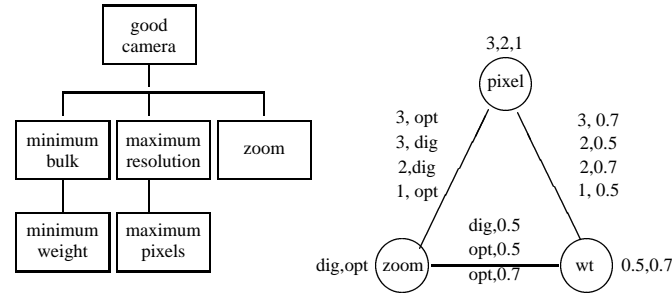 good
camera
minimum
bulk
maximum
resolution
zoom
minimum
weight
maximum
pixels
3,2,1
pixel
3, opt
3, dig
2,dig
1, opt
3, 0.7
2,0.5
2,0.7
1, 0.5
dig,0.5
opt,0.5
opt,0.7
dig,opt
zoom
wt
0.5,0.7